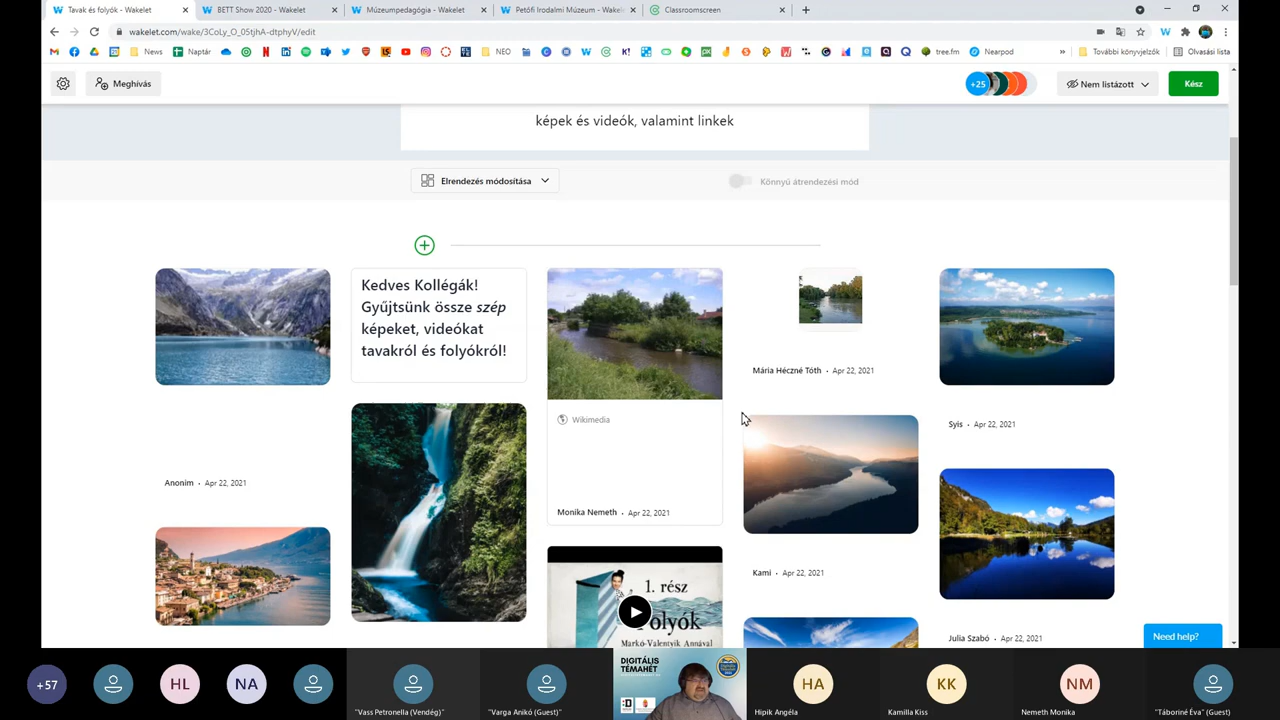 Tavak és folyók - Wakelet
BETT Show 2020 - Wakelet
Múzeumpedagógia - Wakelet
Petőfi Irodalmi Múzeum - Wakele
Classroomscreen
wakelet.com/wake/3CoLy_O_05tjhA-dtphyV/edit
News
Naptár
NEO
tree.fm
Nearpod
További könyvjelzők
Olvasási lista
Meghívás
+25
Nem listázott
Kész
képek és videók, valamint linkek
Elrendezés módosítása
Könnyű átrendezési mód
Kedves Kollégák!
Gyűjtsünk össze szép
képeket, videókat
tavakról és folyókról!
Anonim • Apr 22, 2021
Wikimedia
Monika Nemeth • Apr 22, 2021
1. rész
Folyók
Markó-Valentyik Annával
Mária Héczné Tóth • Apr 22, 2021
Kami • Apr 22, 2021
Syis • Apr 22, 2021
Julia Szabó • Apr 22, 2021
Need help?
+57
HL
NA
"Vass Petronella (Vendég)"
"Varga Anikó (Guest)"
DIGITÁLIS
TÉMAHÉT
HA
Hipik Angéla
KK
Kamilla Kiss
NM
Nemeth Monika
"Táboriné Éva" (Guest)